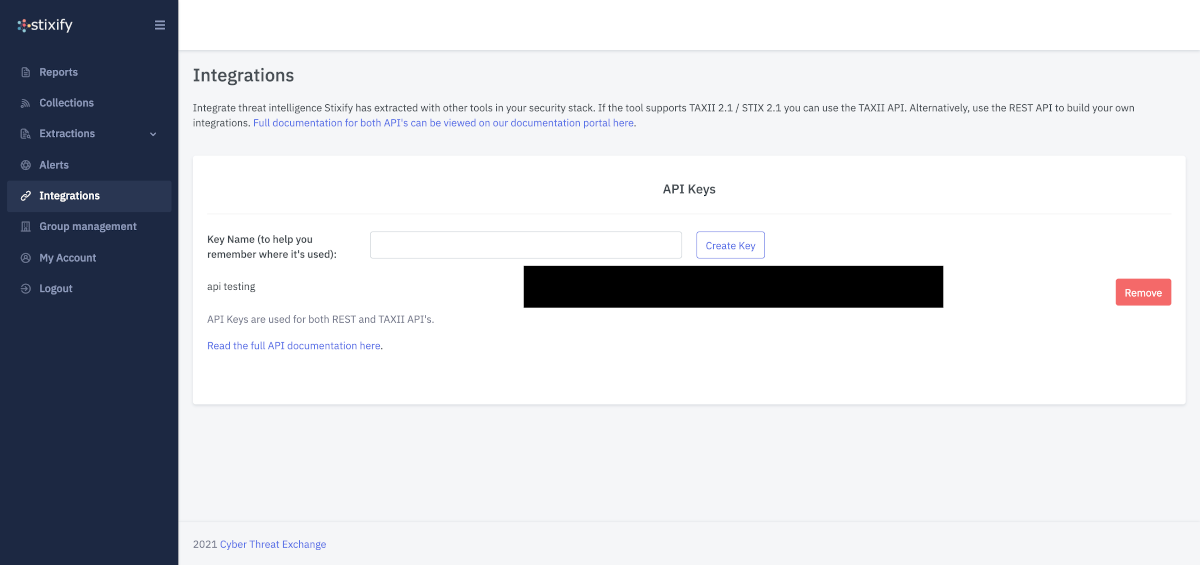 stixify
Reports
Collections
Extractions
Alerts
Integrations
Group management
My Account
Logout
Integrations
Integrate threat intelligence Stixify has extracted with other tools in your security stack. If the tool supports TAXII 2.1 / STIX 2.1 you can use the TAXII API. Alternatively, use the REST API to build your own
integrations. Full documentation for both API's can be viewed on our documentation portal here.
API Keys
Key Name (to help you
remember where it's used):
Create Key
api testing
Remove
API Keys are used for both REST and TAXII API's.
Read the full API documentation here.
2021 Cyber Threat Exchange